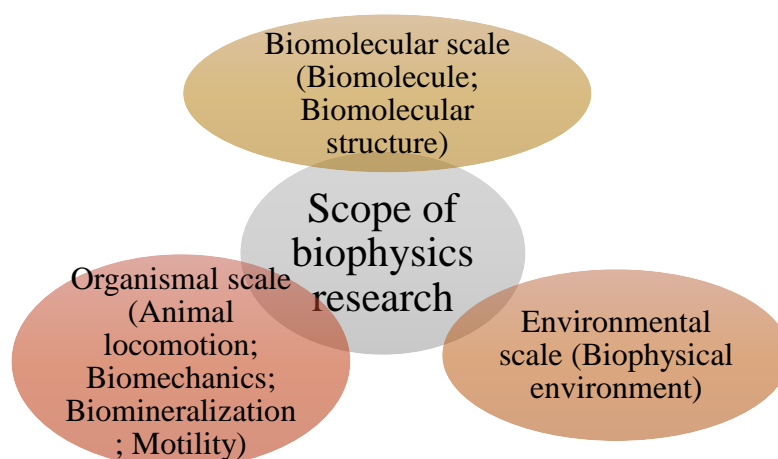 Biomolecular scale
(Biomolecule;
Biomolecular
structure)
Scope of
biophysics
research
Organismal scale
(Animal
locomotion;
Biomechanics;
Biomineralization
; Motility)
Environmental
scale (Biophysical
environment)